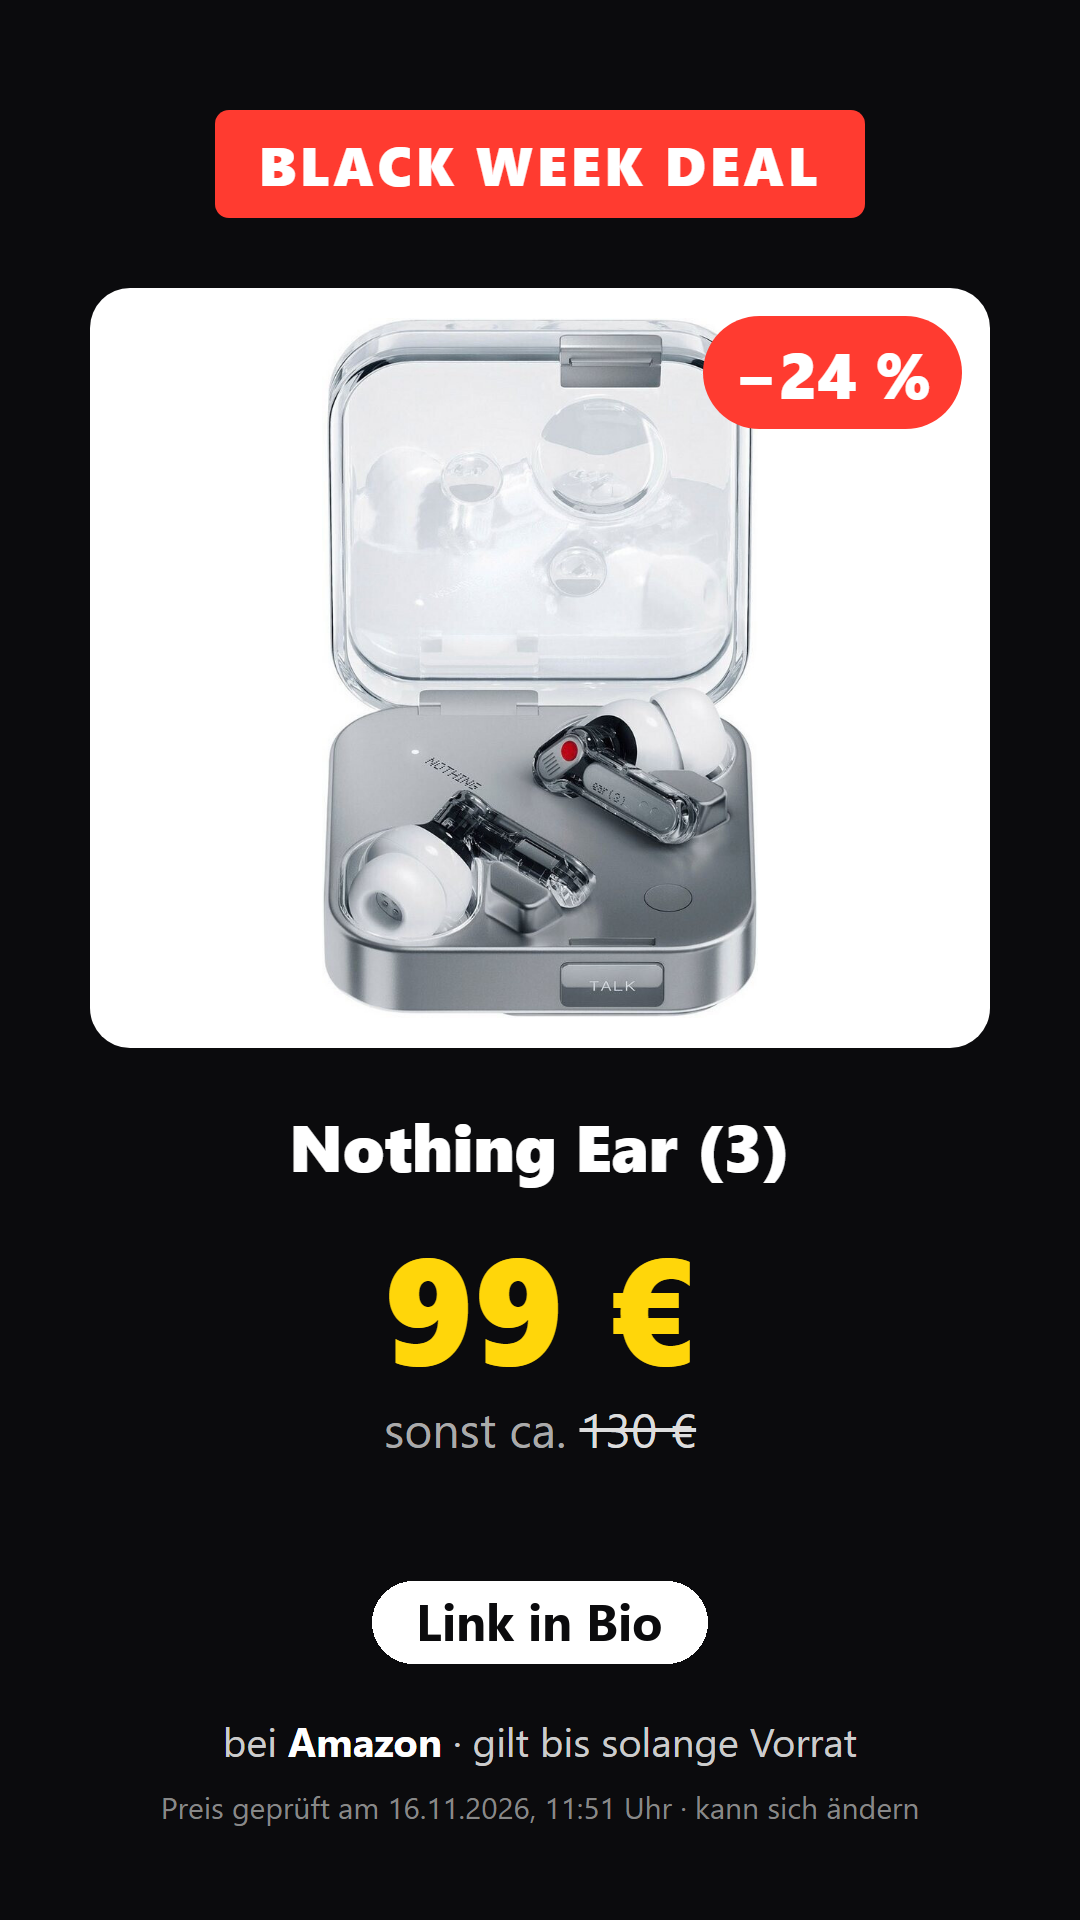 BLACK WEEK DEAL
–24 %
NOTHING
ear (3)
TALK
Nothing Ear (3)
99 €
sonst ca. 130 €
Link in Bio
bei Amazon · gilt bis solange Vorrat
Preis geprüft am 16.11.2026, 11:51 Uhr · kann sich ändern